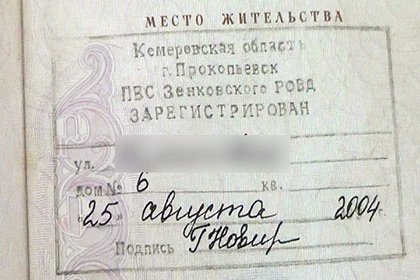 МЕСТО ЖИТЕЛЬСТВА
Кемеровская область
г. Прокопьевск
ПВС Зенковского РОВД
ЗАРЕГИСТРИРОВАН
ул.
дом № 6 кв.
"25" августа 2004 г.
Подпись